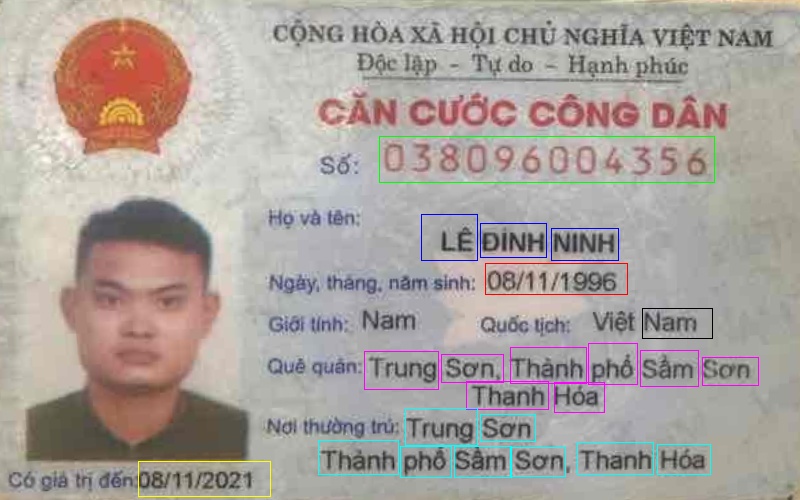 CỘNG HÒA XÃ HỘI CHỦ NGHĨA VIỆT NAM
Độc lập - Tự do - Hạnh phúc
CĂN CƯỚC CÔNG DÂN
Số: 038096004356
Họ và tên:
LÊ ĐÌNH NINH
Ngày, tháng, năm sinh: 08/11/1996
Giới tính: Nam Quốc tịch: Việt Nam
Quê quán: Trung Sơn, Thành phố Sầm Sơn
Thanh Hóa
Nơi thường trú: Trung Sơn
Thành phố Sầm Sơn, Thanh Hóa
Có giá trị đến: 08/11/2021